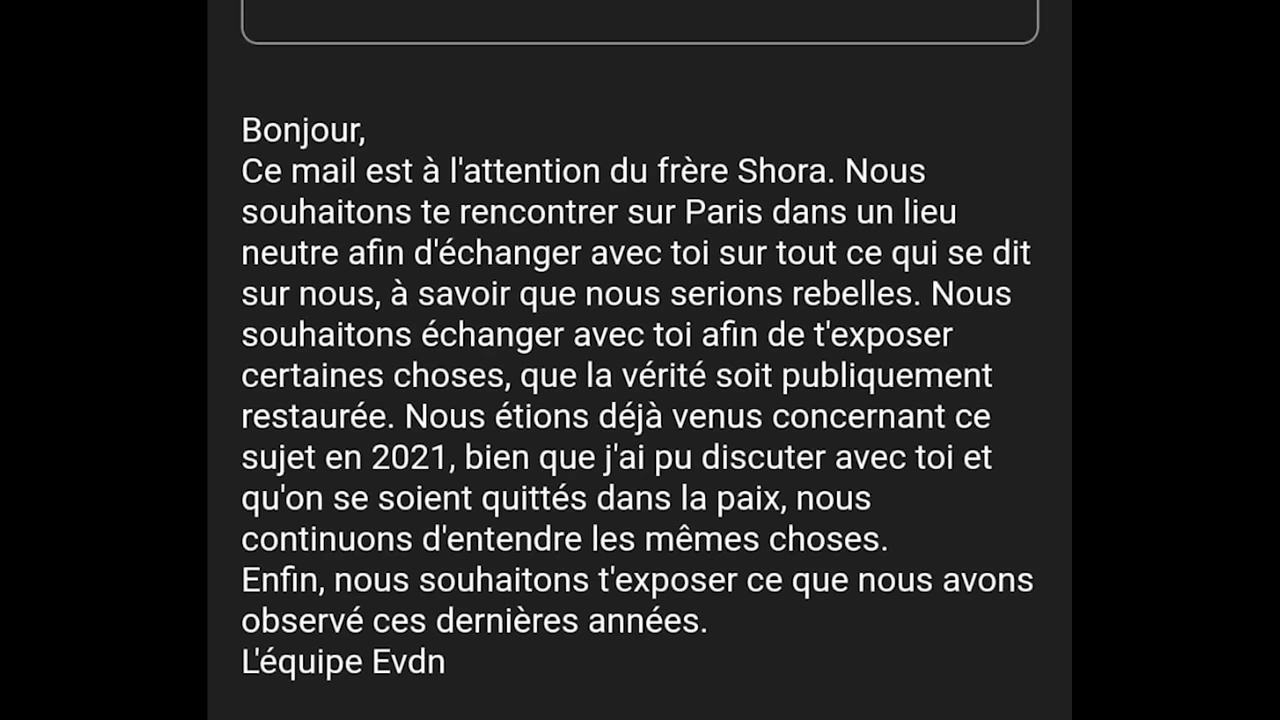 Bonjour,
Ce mail est à l'attention du frère Shora. Nous
souhaitons te rencontrer sur Paris dans un lieu
neutre afin d'échanger avec toi sur tout ce qui se dit
sur nous, à savoir que nous serions rebelles. Nous
souhaitons échanger avec toi afin de t'exposer
certaines choses, que la vérité soit publiquement
restaurée. Nous étions déjà venus concernant ce
sujet en 2021, bien que j'ai pu discuter avec toi et
qu'on se soient quittés dans la paix, nous
continuons d'entendre les mêmes choses.
Enfin, nous souhaitons t'exposer ce que nous avons
observé ces dernières années.
L'équipe Evdn